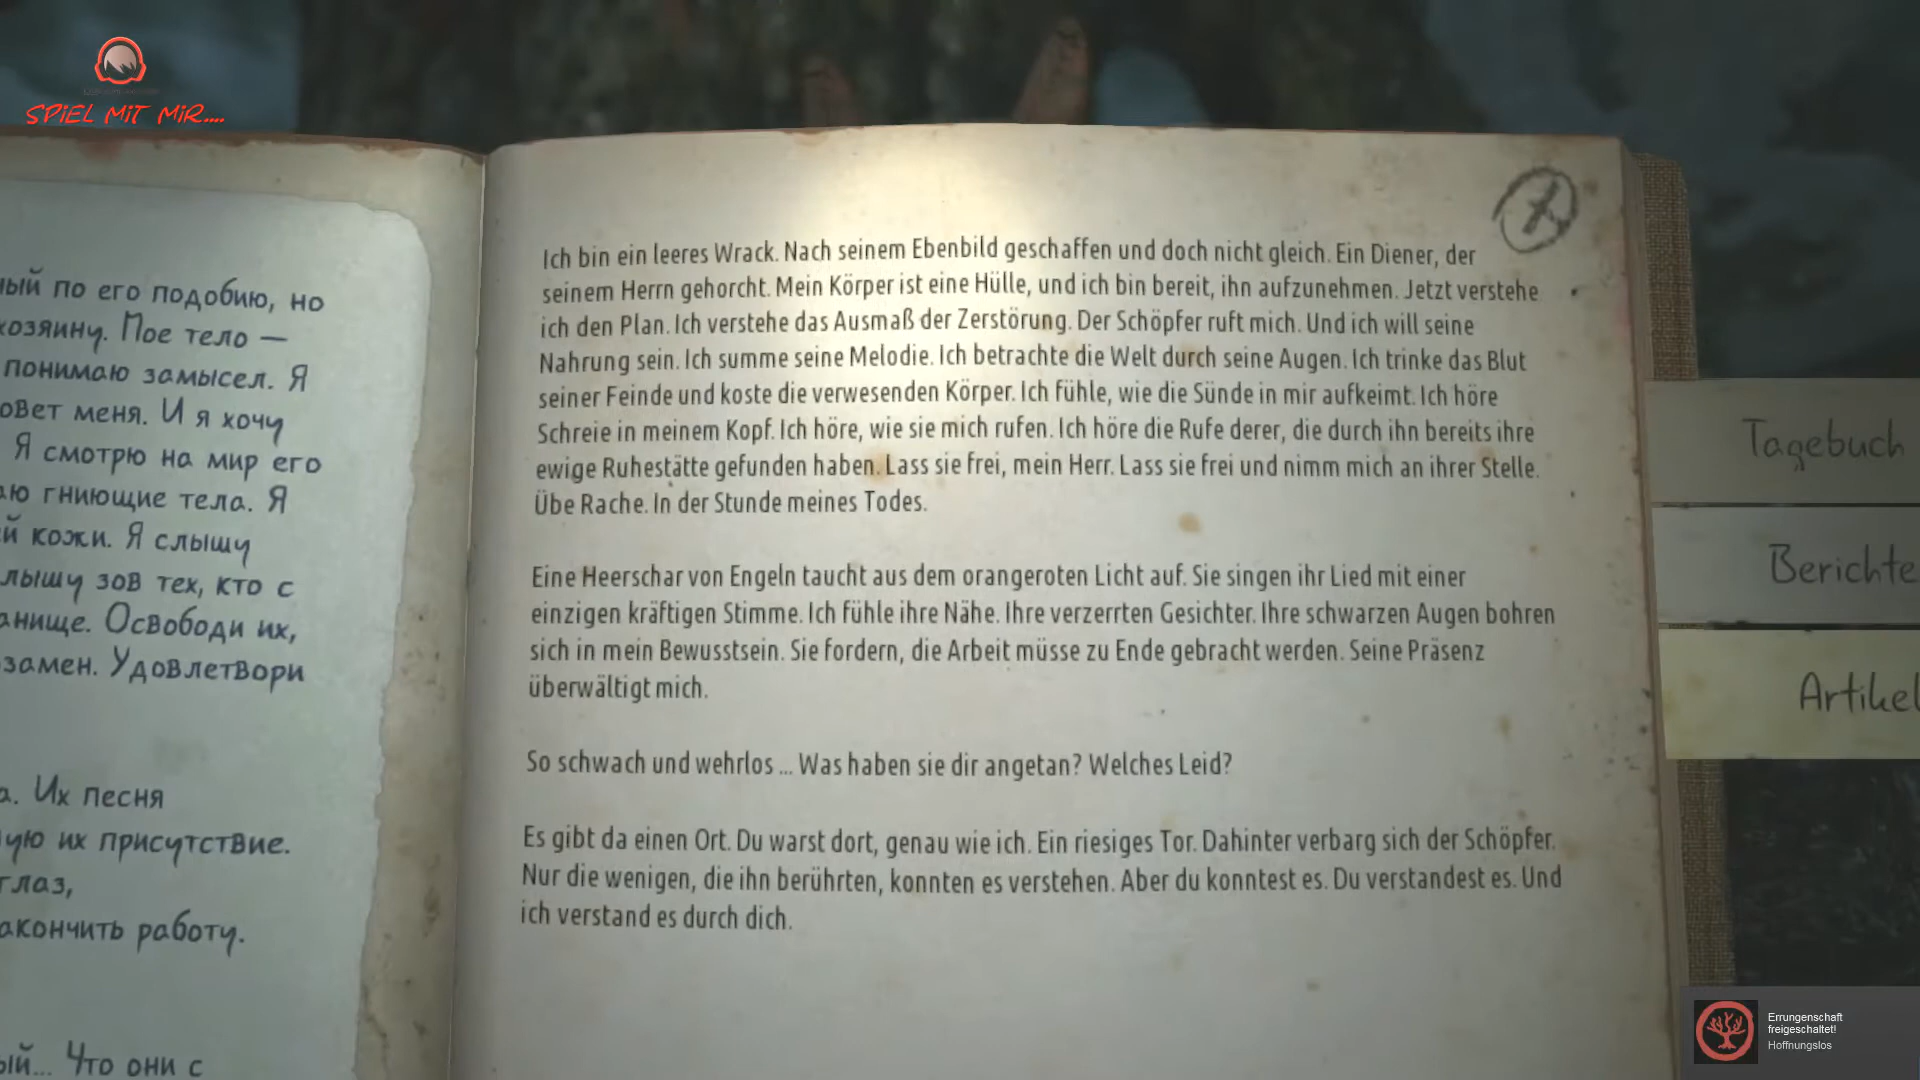 SPIEL MIT MIR....
ный по его подобию, но
хозяину. Мое тело —
понимаю замысел. Я
овет меня. И я хочу
Я смотрю на мир его
аю гниющие тела. Я
й кожи. Я слышу
лышу зов тех, кто с
анище. Освободи их,
взамен. Удовлетвори
а. Их песня
ую их присутствие.
глаз,
акончить работу.
ый... Что они с
Ich bin ein leeres Wrack. Nach seinem Ebenbild geschaffen und doch nicht gleich. Ein Diener, der
seinem Herrn gehorcht. Mein Körper ist eine Hülle, und ich bin bereit, ihn aufzunehmen. Jetzt verstehe
ich den Plan. Ich verstehe das Ausmaß der Zerstörung. Der Schöpfer ruft mich. Und ich will seine
Nahrung sein. Ich summe seine Melodie. Ich betrachte die Welt durch seine Augen. Ich trinke das Blut
seiner Feinde und koste die verwesenden Körper. Ich fühle, wie die Sünde in mir aufkeimt. Ich höre
Schreie in meinem Kopf. Ich höre, wie sie mich rufen. Ich höre die Rufe derer, die durch ihn bereits ihre
ewige Ruhestätte gefunden haben. Lass sie frei, mein Herr. Lass sie frei und nimm mich an ihrer Stelle.
Übe Rache. In der Stunde meines Todes.
Eine Heerschar von Engeln taucht aus dem orangeroten Licht auf. Sie singen ihr Lied mit einer
einzigen kräftigen Stimme. Ich fühle ihre Nähe. Ihre verzerrten Gesichter. Ihre schwarzen Augen bohren
sich in mein Bewusstsein. Sie fordern, die Arbeit müsse zu Ende gebracht werden. Seine Präsenz
überwältigt mich.
So schwach und wehrlos ... Was haben sie dir angetan? Welches Leid?
Es gibt da einen Ort. Du warst dort, genau wie ich. Ein riesiges Tor. Dahinter verbarg sich der Schöpfer.
Nur die wenigen, die ihn berührten, konnten es verstehen. Aber du konntest es. Du verstandest es. Und
ich verstand es durch dich.
Tagebuch
Berichte
Artikel
Errungenschaft
freigeschaltet!
Hoffnungslos